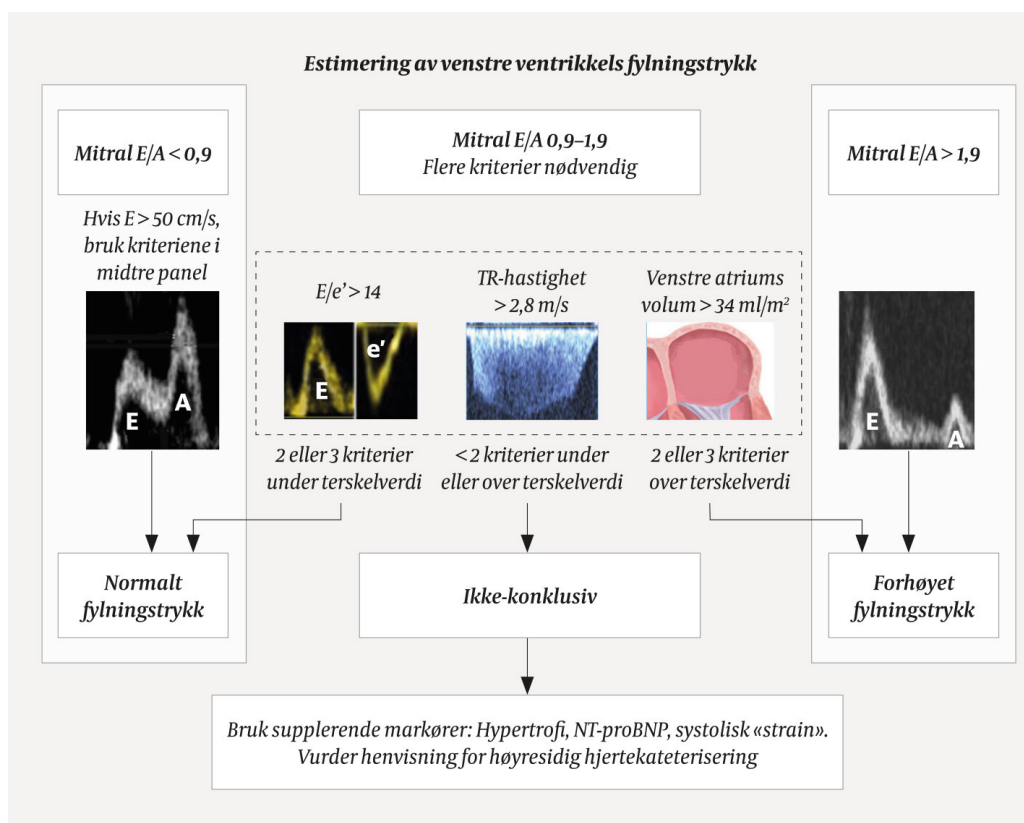 Estimering av venstre ventrikkels fylningstrykk
Mitral E/A < 0,9
Hvis E > 50 cm/s,
bruk kriteriene i
midtre panel
E
A
Mitral E/A 0,9–1,9
Flere kriterier nødvendig
E/e’ > 14
E
e’
TR-hastighet
> 2,8 m/s
Venstre atriums
volum > 34 ml/m²
2 eller 3 kriterier
under terskelverdi
< 2 kriterier under
eller over terskelverdi
2 eller 3 kriterier
over terskelverdi
Mitral E/A > 1,9
E
A
Normalt
fylningstrykk
Ikke-konklusiv
Forhøyet
fylningstrykk
Bruk supplerende markører: Hypertrofi, NT-proBNP, systolisk «strain».
Vurder henvisning for høyresidig hjertekateterisering